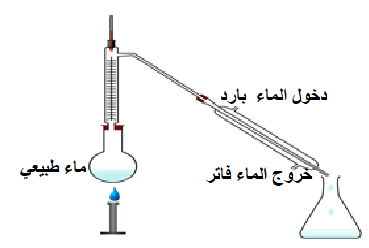 دخول الماء بارد
خروج الماء فاتر
ماء طبيعي